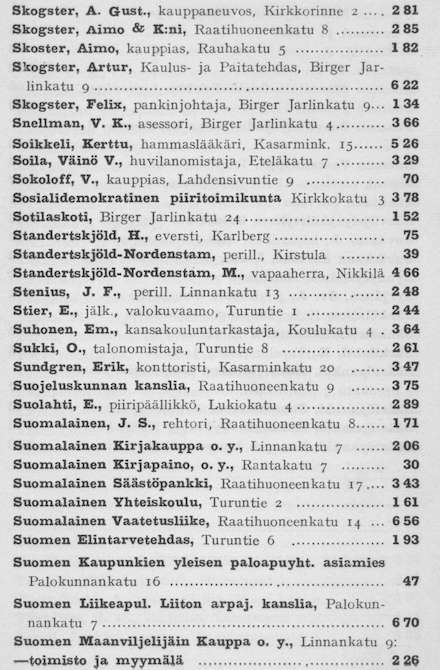 Skogster, A. Gust., kauppaneuvos, Kirkkorinne 2 .... 2 81
Skogster, Aimo & K:ni, Raatihuoneenkatu 8 ......... 2 85
Skoster, Aimo, kauppias, Rauhakatu 5 ............... 1 82
Skogster, Artur, Kaulus- ja Paitatehdas, Birger Jar-
linkatu 9 ............................................. 6 22
Skogster, Felix, pankinjohtaja, Birger Jarlinkatu 9... 1 34
Snellman, V. K., asessori, Birger Jarlinkatu 4.......... 3 66
Soikkeli, Kerttu, hammaslääkäri, Kasarmink. 15...... 5 26
Soila, Väinö V., huvilanomistaja, Eteläkatu 7 ......... 3 29
Sokoloff, V., kauppias, Lahdensivuntie 9 .............. 70
Sosialidemokratinen piiritoimikunta Kirkkokatu 3 3 78
Sotilaskoti, Birger Jarlinkatu 24 ........................ 1 52
Standertskjöld, H., eversti, Karlberg .................. 75
Standertskjöld-Nordenstam, perill., Kirstula ........ 39
Standertskjöld-Nordenstam, M., vapaaherra, Nikkilä 4 66
Stenius, J. F., perill. Linnankatu 13 .................. 2 48
Stier, E., jälk., valokuvaamo, Turuntie 1 ............. 2 44
Suhonen, Em., kansakouluntarkastaja, Koulukatu 4 . 3 64
Sukki, O., talonomistaja, Turuntie 8 .................. 2 61
Sundgren, Erik, konttoristi, Kasarminkatu 20 ....... 3 47
Suojeluskunnan kanslia, Raatihuoneenkatu 9 ........ 3 75
Suolahti, E., piiripäällikkö, Lukiokatu 4 ............... 2 89
Suomalainen, J. S., rehtori, Raatihuoneenkatu 8...... 1 71
Suomalainen Kirjakauppa o. y., Linnankatu 7 ........ 2 06
Suomalainen Kirjapaino, o. y., Rantakatu 7 ......... 30
Suomalainen Säästöpankki, Raatihuoneenkatu 17.... 3 43
Suomalainen Yhteiskoulu, Turuntie 2 .................. 1 61
Suomalainen Vaatetusliike, Raatihuoneenkatu 14 ... 6 56
Suomen Elintarvetehdas, Turuntie 6 .................. 1 93
Suomen Kaupunkien yleisen paloapuyht. asiamies
Palokunnankatu 16 .................................... 47
Suomen Liikeapul. Liiton arpaj. kanslia, Palokun-
nankatu 7 ............................................. 6 70
Suomen Maanviljelijäin Kauppa o. y., Linnankatu 9:
—toimisto ja myymälä .............................. 2 26